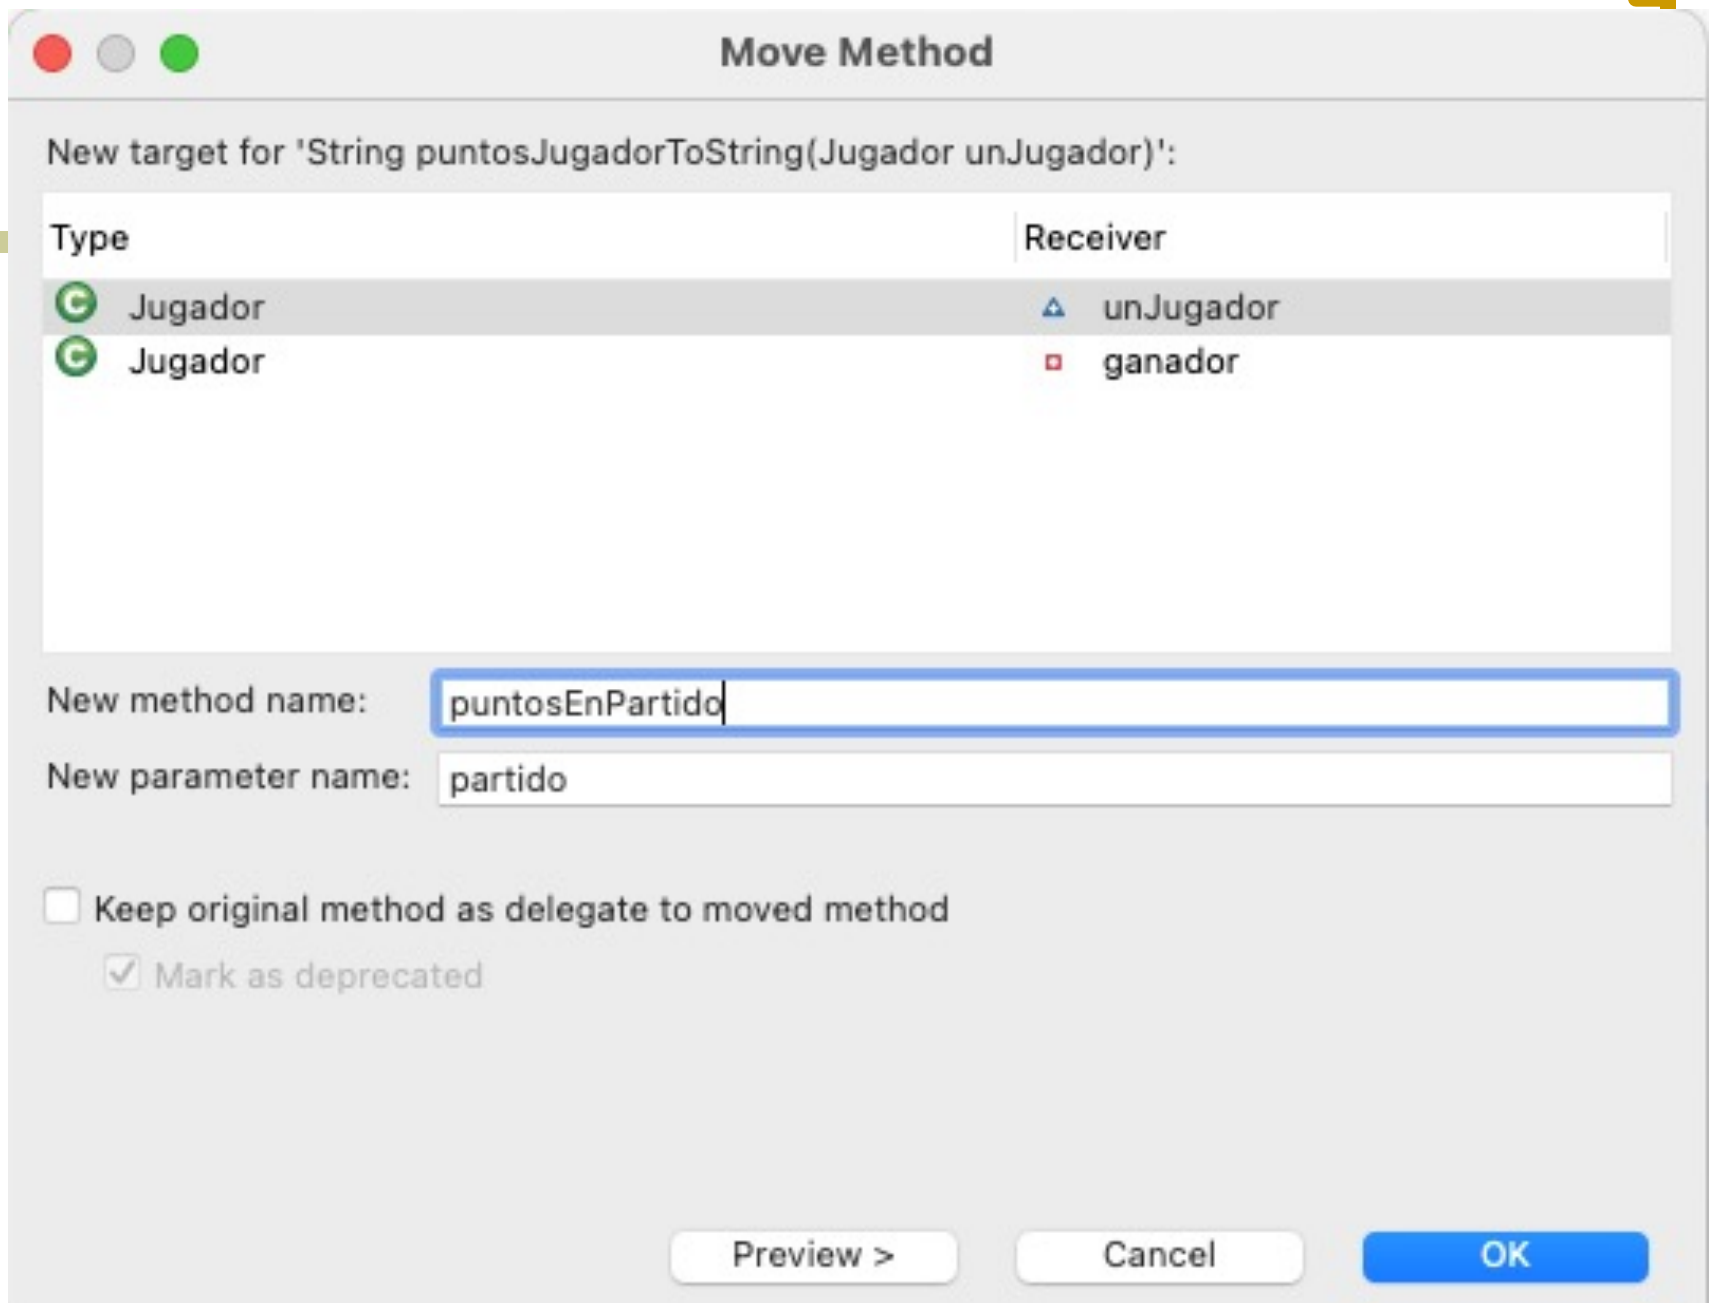 Move Method
New target for 'String puntosJugadorToString(Jugador unJugador)':
Type Receiver
C Jugador unJugador
C Jugador ganador
New method name: puntosEnPartido
New parameter name: partido
Keep original method as delegate to moved method
Mark as deprecated
Preview > Cancel OK